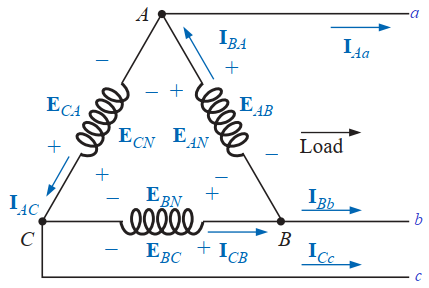 A
a
I_BA
I_Aa
−
+
− +
E_CA
E_AB
E_CN E_AN
+
−
Load
+
−
I_AC
− E_BN +
I_Bb
b
C
B
− E_BC + I_CB
I_Cc
c